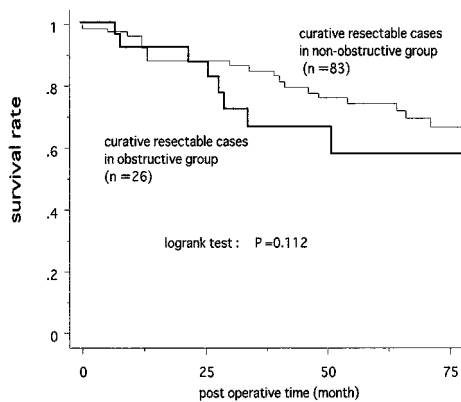 curative resectable cases
in non-obstructive group
(n=83)
curative resectable cases
in obstructive group
(n=26)
logrank test : P=0.112
survival rate
1
.8
.6
.4
.2
0
0 25 50 75
post operative time (month)